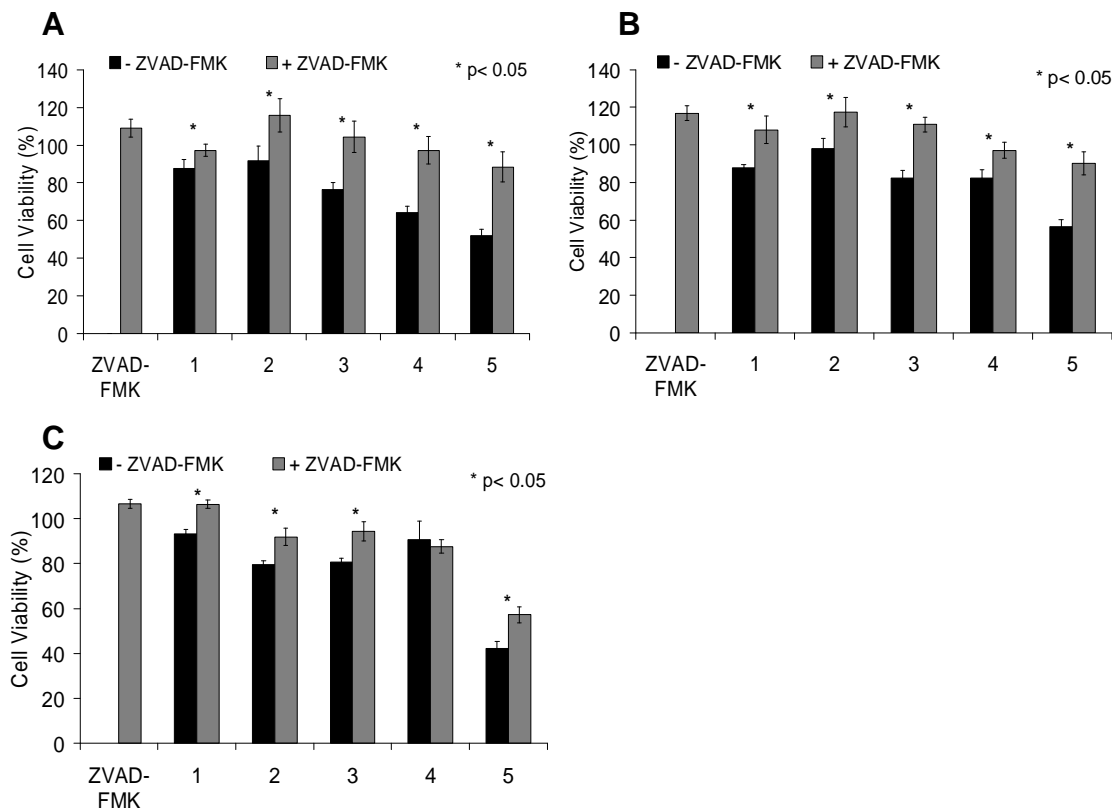 A
- ZVAD-FMK + ZVAD-FMK
* p< 0.05
140
120
100
80
60
40
20
0
Cell Viability (%)
* * * * *
ZVAD-FMK 1 2 3 4 5
B
- ZVAD-FMK + ZVAD-FMK
* p< 0.05
140
120
100
80
60
40
20
0
Cell Viability (%)
* * * * *
ZVAD-FMK 1 2 3 4 5
C
- ZVAD-FMK + ZVAD-FMK
* p< 0.05
120
100
80
60
40
20
0
Cell Viability (%)
* * * *
ZVAD-FMK 1 2 3 4 5